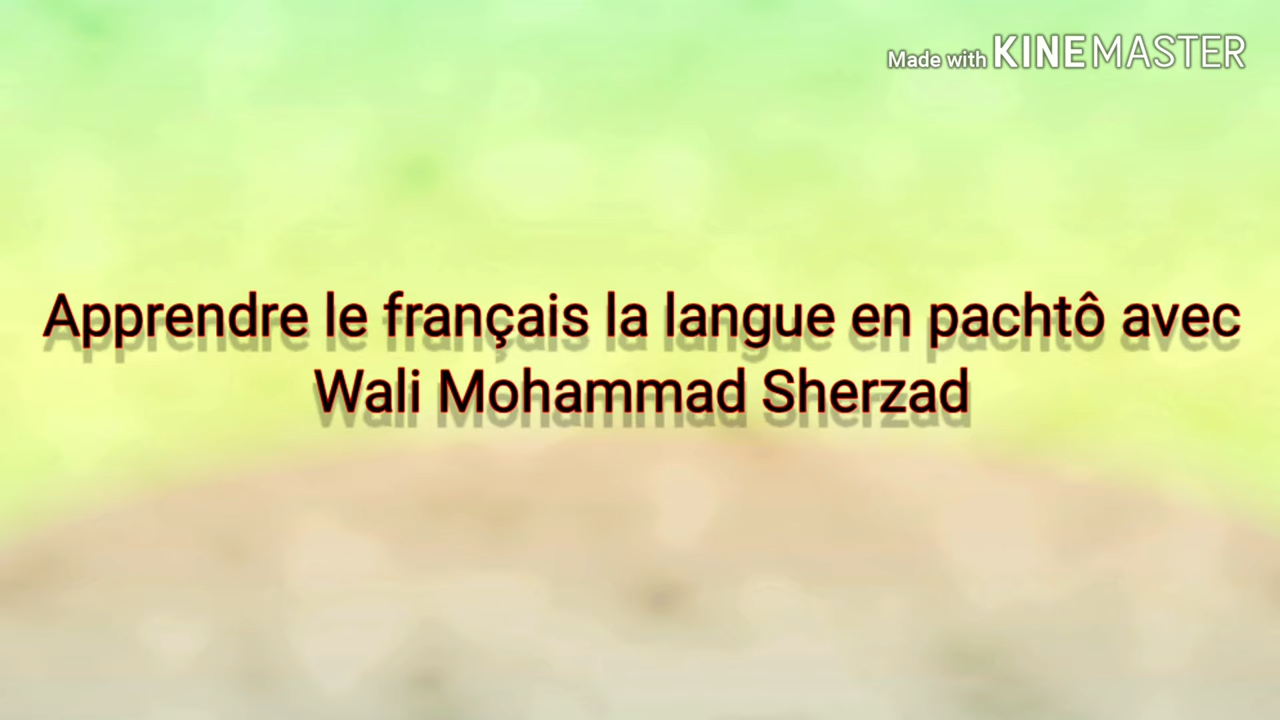 Made with KINEMASTER
Apprendre le français la langue en pachtô avec
Wali Mohammad Sherzad